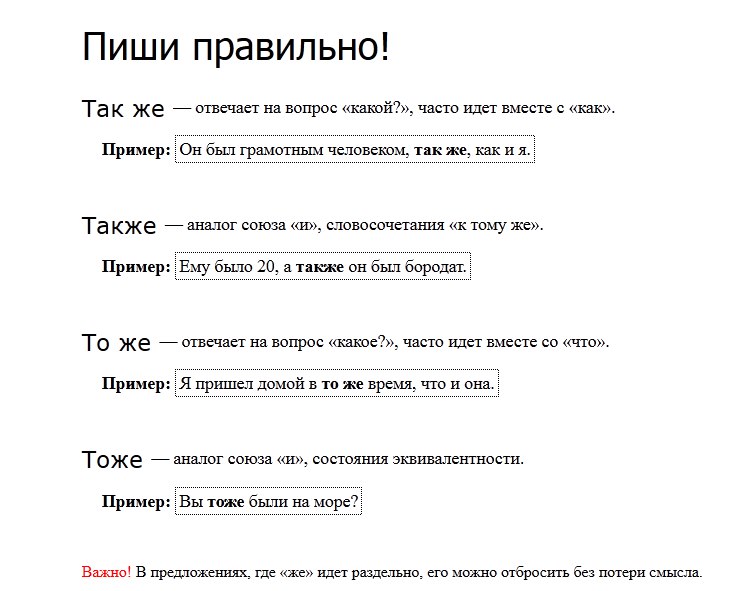 Пиши правильно!
Так же — отвечает на вопрос «какой?», часто идет вместе с «как».
Пример: Он был грамотным человеком, так же, как и я.
Также — аналог союза «и», словосочетания «к тому же».
Пример: Ему было 20, а также он был бородат.
То же — отвечает на вопрос «какое?», часто идет вместе со «что».
Пример: Я пришел домой в то же время, что и она.
Тоже — аналог союза «и», состояния эквивалентности.
Пример: Вы тоже были на море?
Важно! В предложениях, где «же» идет раздельно, его можно отбросить без потери смысла.